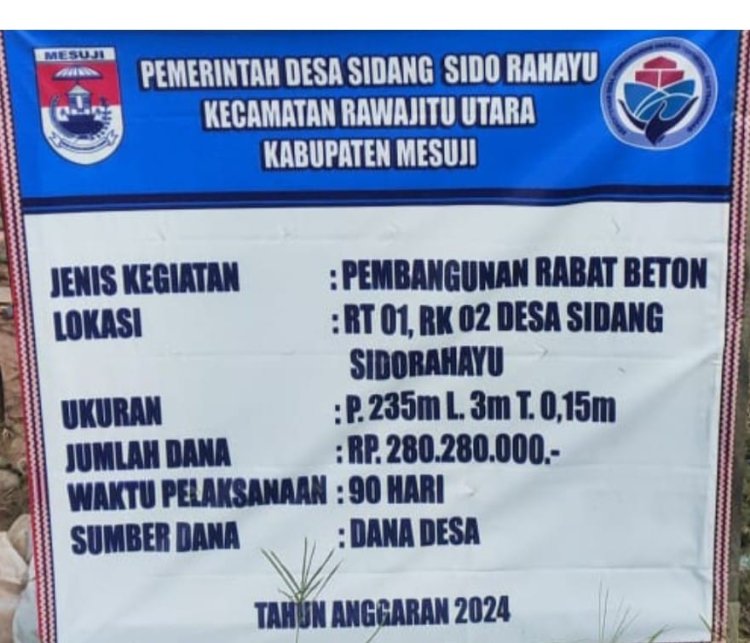 MESUJI
PEMERINTAH DESA SIDANG SIDO RAHAYU
KECAMATAN RAWAJITU UTARA
KABUPATEN MESUJI
JENIS KEGIATAN : PEMBANGUNAN RABAT BETON
LOKASI : RT 01, RK 02 DESA SIDANG
SIDORAHAYU
UKURAN : P. 235m L. 3m T. 0,15m
JUMLAH DANA : RP. 280.280.000.-
WAKTU PELAKSANAAN : 90 HARI
SUMBER DANA : DANA DESA
TAHUN ANGGARAN 2024